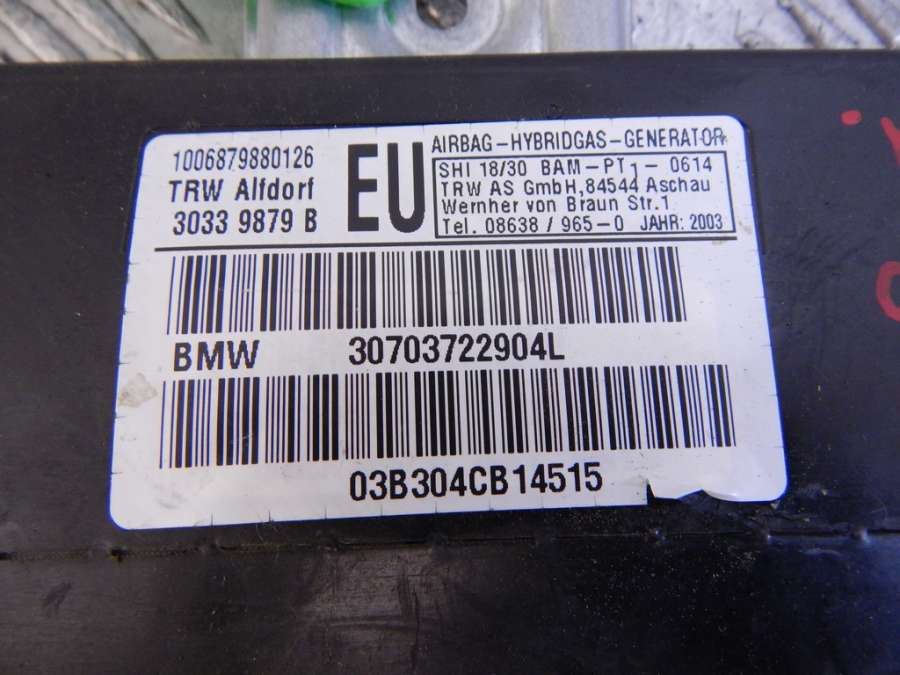 1006879880126
TRW Alfdorf
3033 9879 B
EU
AIRBAG-HYBRIDGAS-GENERATOR
SHI 18/30 BAM-PT1- 0614
TRW AS GmbH,84544 Aschau
Wernher von Braun Str.1
Tel. 08638 / 965-0 JAHR: 2003
BMW 30703722904L
03B304CB14515